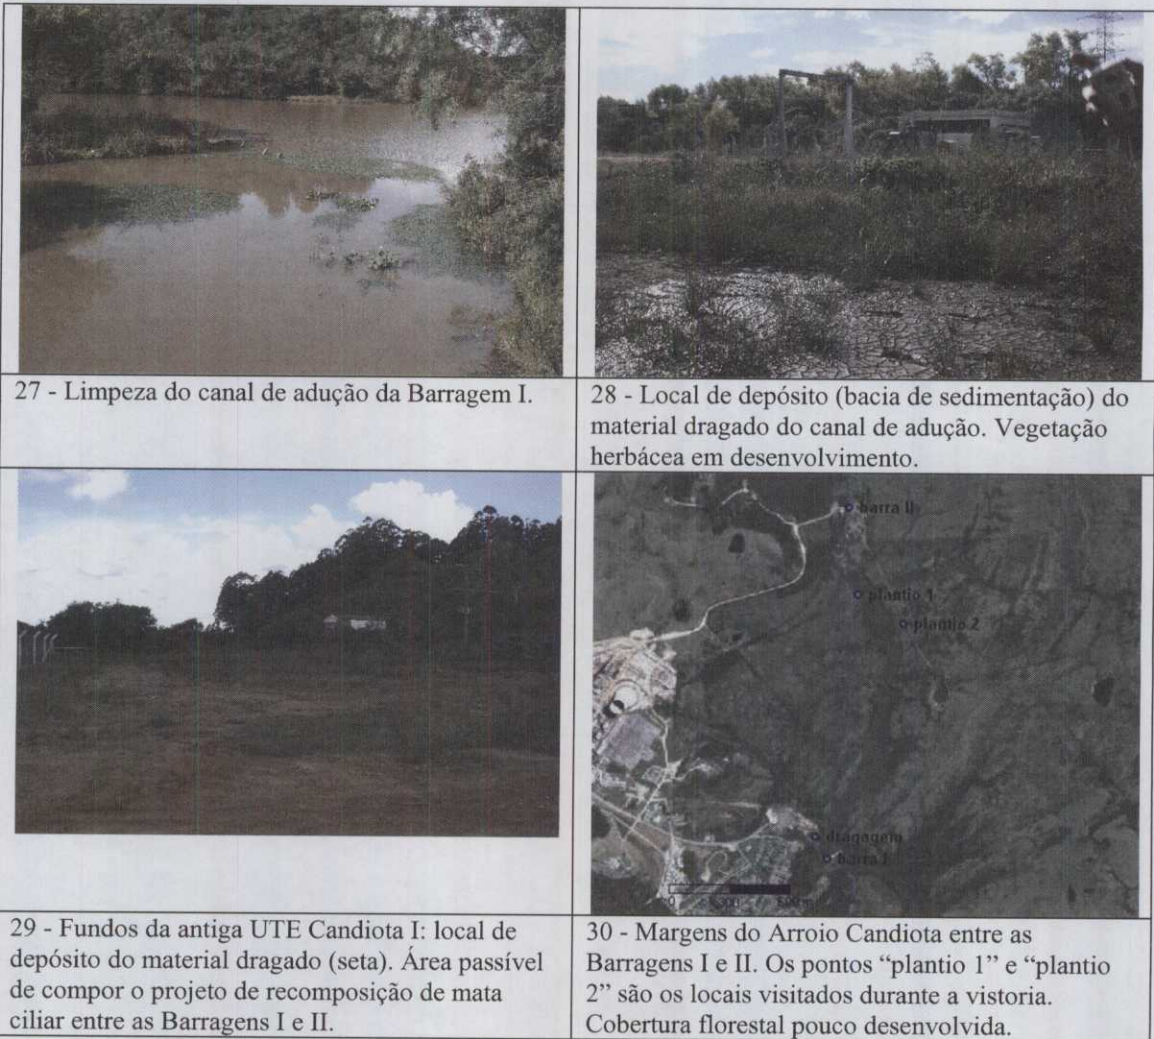 27 - Limpeza do canal de adução da Barragem I.
28 - Local de depósito (bacia de sedimentação) do
material dragado do canal de adução. Vegetação
herbácea em desenvolvimento.
barra II
plantio 1
plantio 2
dragagem
barra I
29 - Fundos da antiga UTE Candiota I: local de
depósito do material dragado (seta). Área passível
de compor o projeto de recomposição de mata
ciliar entre as Barragens I e II.
30 - Margens do Arroio Candiota entre as
Barragens I e II. Os pontos “plantio 1” e “plantio
2” são os locais visitados durante a vistoria.
Cobertura florestal pouco desenvolvida.